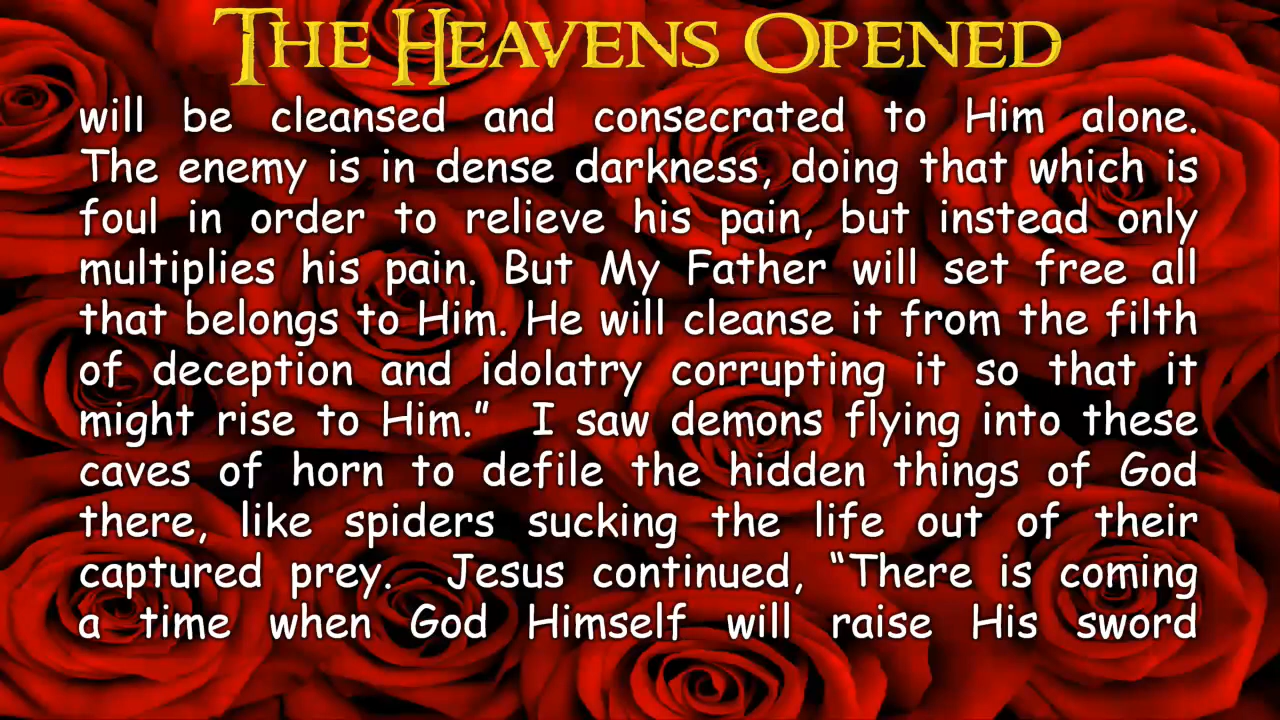 THE HEAVENS OPENED
will be cleansed and consecrated to Him alone.
The enemy is in dense darkness, doing that which is
foul in order to relieve his pain, but instead only
multiplies his pain. But My Father will set free all
that belongs to Him. He will cleanse it from the filth
of deception and idolatry corrupting it so that it
might rise to Him.” I saw demons flying into these
caves of horn to defile the hidden things of God
there, like spiders sucking the life out of their
captured prey. Jesus continued, “There is coming
a time when God Himself will raise His sword